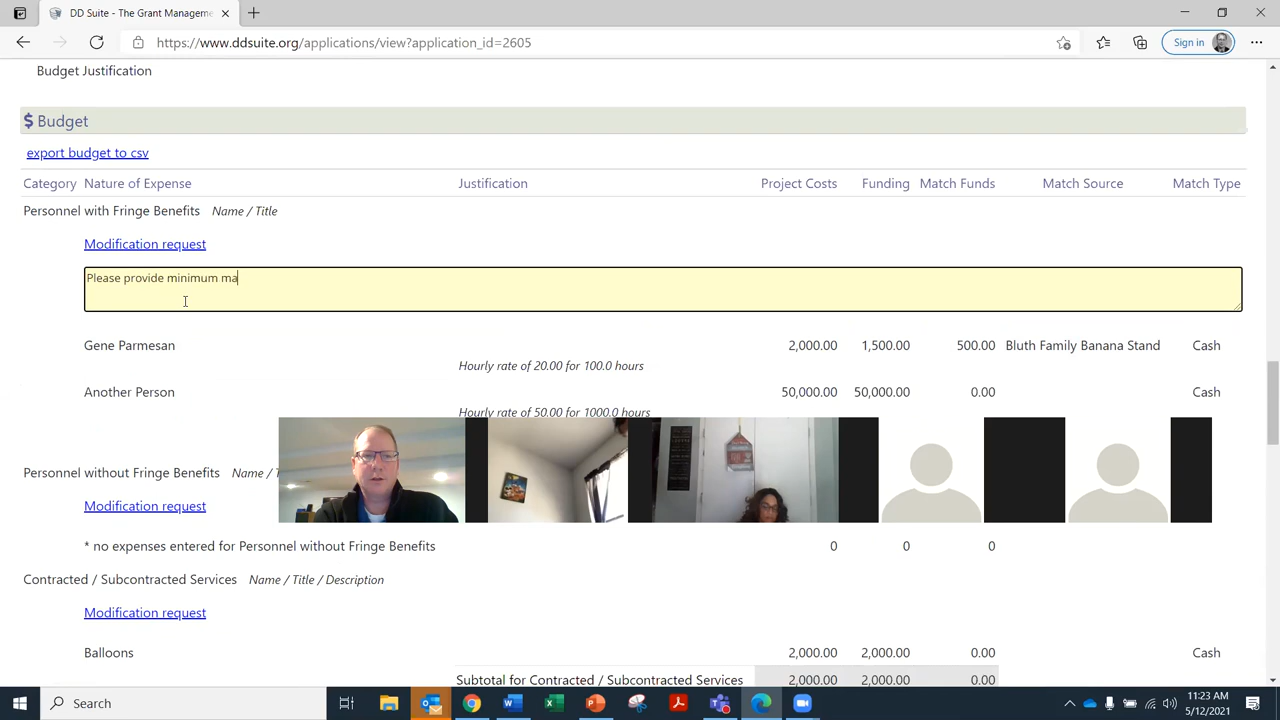 DD Suite - The Grant Manageme
https://www.ddsuite.org/applications/view?application_id=2605
Sign in
Budget Justification
$ Budget
export budget to csv
Category Nature of Expense Justification Project Costs Funding Match Funds Match Source Match Type
Personnel with Fringe Benefits Name / Title
Modification request
Please provide minimum ma
Gene Parmesan 2,000.00 1,500.00 500.00 Bluth Family Banana Stand Cash
Hourly rate of 20.00 for 100.0 hours
Another Person 50,000.00 50,000.00 0.00 Cash
Hourly rate of 50.00 for 1000.0 hours
Personnel without Fringe Benefits Name / T
Modification request
* no expenses entered for Personnel without Fringe Benefits 0 0 0
Contracted / Subcontracted Services Name / Title / Description
Modification request
Balloons 2,000.00 2,000.00 0.00 Cash
Subtotal for Contracted / Subcontracted Services 2,000.00 2,000.00 0.00
Search
11:23 AM
5/12/2021